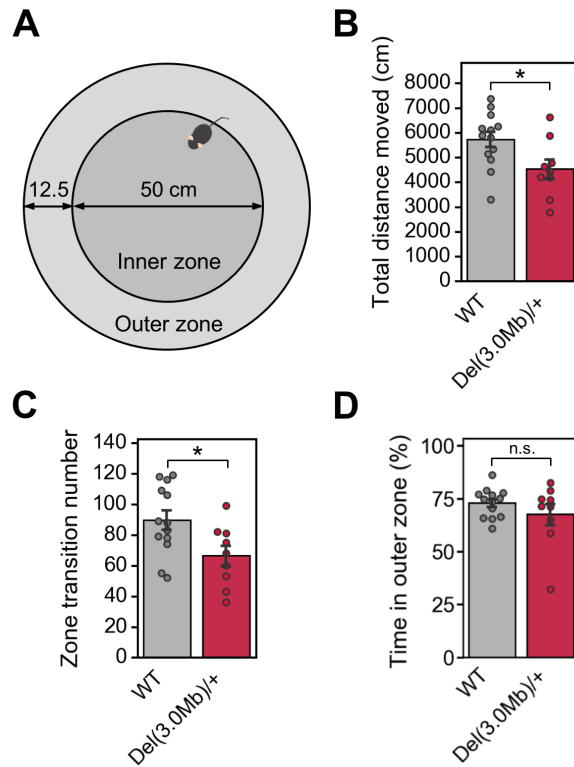 A
12.5
50 cm
Inner zone
Outer zone
B
Total distance moved (cm)
8000
7000
6000
5000
4000
3000
2000
1000
0
*
WT
Del(3.0Mb)/+
C
Zone transition number
140
120
100
80
60
40
20
0
*
WT
Del(3.0Mb)/+
D
Time in outer zone (%)
100
75
50
25
0
n.s.
WT
Del(3.0Mb)/+